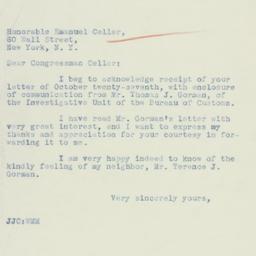 Honorable Emanuel Celler,
50 Wall Street,
New York, N. Y.
Dear Congressman Celler:
I beg to acknowledge receipt of your
letter of October twenty-seventh, with enclosure
of communication from Mr. Thomas J. Gorman, of
the Investigative Unit of the Bureau of Customs.
I have read Mr. Gorman's letter with
very great interest, and I want to express my
thanks and appreciation for your courtesy in for-
warding it to me.
I am very happy indeed to know of the
kindly feeling of my neighbor, Mr. Terence J.
Gorman.
Very sincerely yours,
JJC:WMM